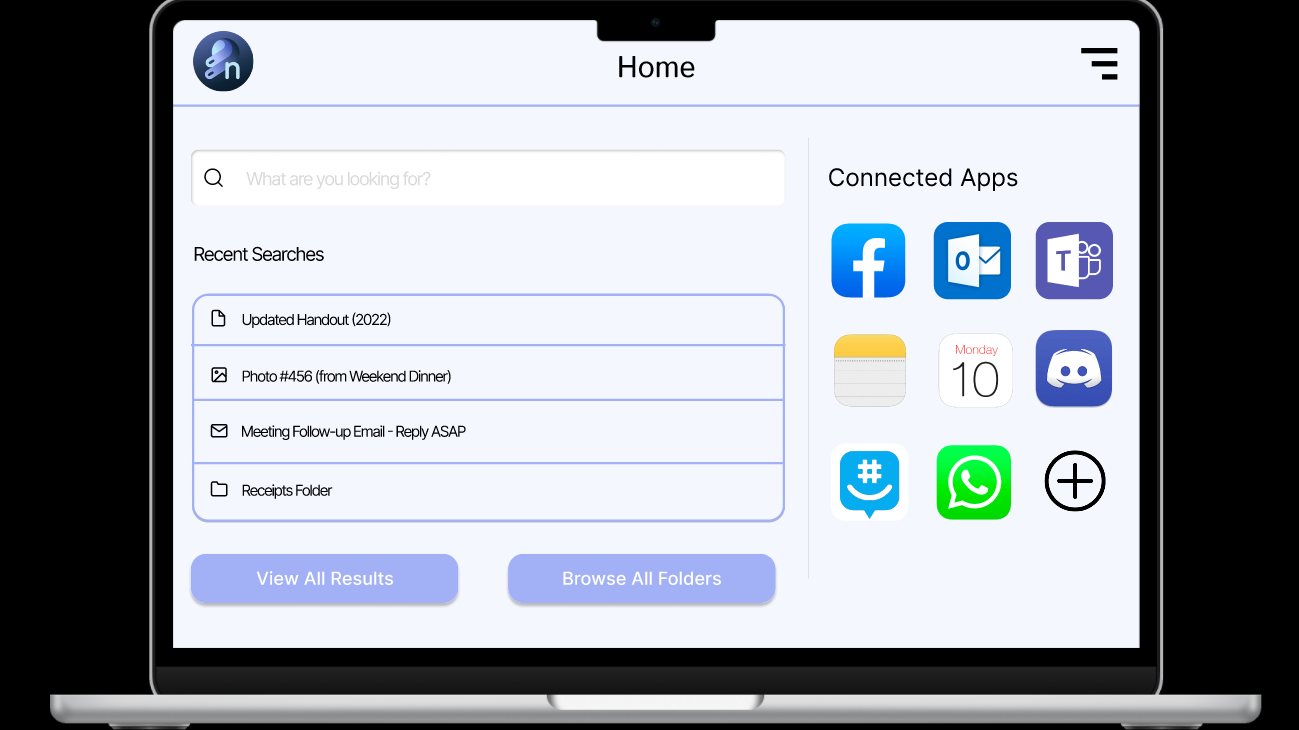 n
Home
What are you looking for?
Recent Searches
Updated Handout (2022)
Photo #456 (from Weekend Dinner)
Meeting Follow-up Email - Reply ASAP
Receipts Folder
View All Results
Browse All Folders
Connected Apps
f
O
T
Monday
10
#